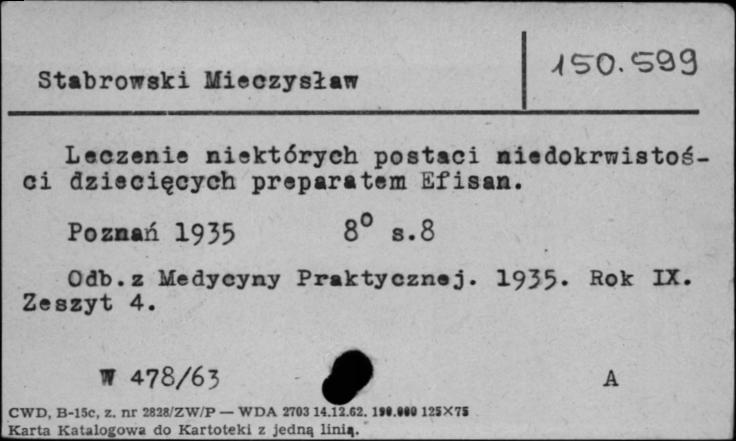 150.599
Stabrowski Mieczysław
Leczenie niektórych postaci niedokrwistoś-
ci dziecięcych preparatem Efisan.
Poznań 1935 8° s.8
Odb.z Medycyny Praktycznej. 1935. Rok IX.
Zeszyt 4.
W 478/63 A
CWD, B-15c, z. nr 2828/ZW/P — WDA 2703 14.12.62. 190.000 125×75
Karta Katalogowa do Kartoteki z jedną linią.